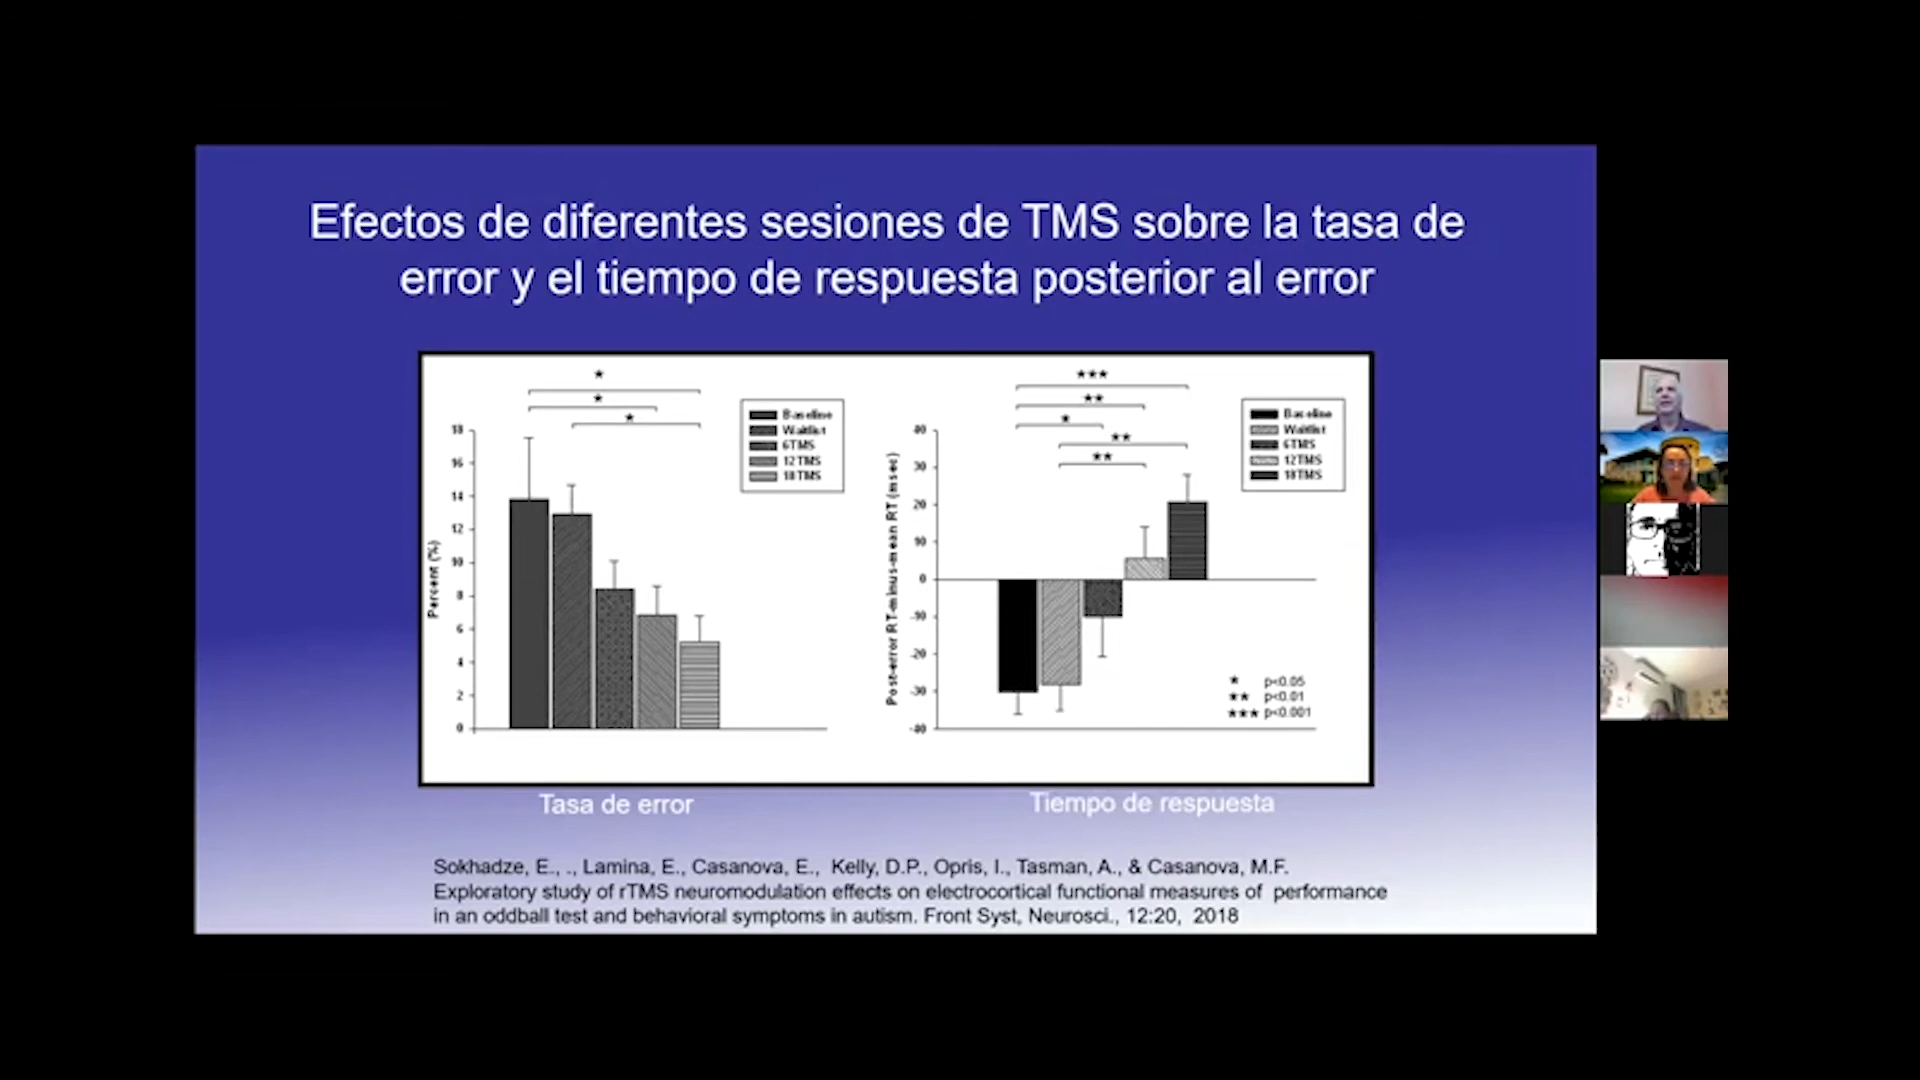 Efectos de diferentes sesiones de TMS sobre la tasa de
error y el tiempo de respuesta posterior al error
*
*
*
Baseline
Waitlist
6TMS
12TMS
18TMS
Percent (%)
18
16
14
12
10
8
6
4
2
0
***
**
*
**
**
Baseline
Waitlist
6TMS
12TMS
18TMS
Post-error RT-minus-mean RT (msec)
40
30
20
10
0
-10
-20
-30
-40
* p<0.05
** p<0.01
*** p<0.001
Tasa de error
Tiempo de respuesta
Sokhadze, E., ., Lamina, E., Casanova, E., Kelly, D.P., Opris, I., Tasman, A., & Casanova, M.F.
Exploratory study of rTMS neuromodulation effects on electrocortical functional measures of performance
in an oddball test and behavioral symptoms in autism. Front Syst, Neurosci., 12:20, 2018